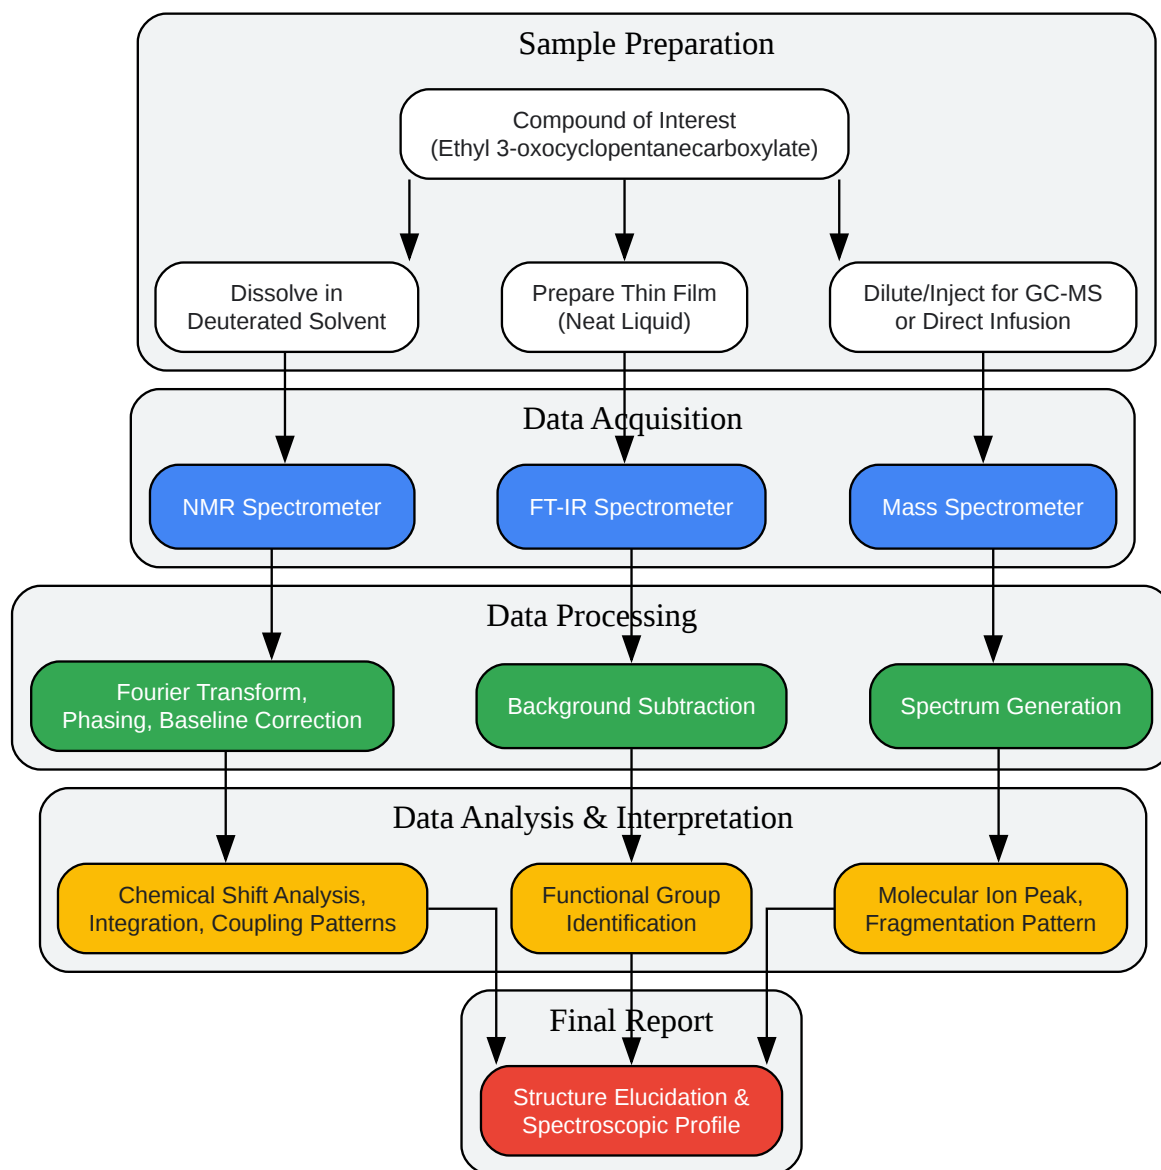 Sample Preparation
Compound of Interest
(Ethyl 3-oxocyclopentanecarboxylate)
Dissolve in
Deuterated Solvent
Prepare Thin Film
(Neat Liquid)
Dilute/Inject for GC-MS
or Direct Infusion
Data Acquisition
NMR Spectrometer
FT-IR Spectrometer
Mass Spectrometer
Data Processing
Fourier Transform,
Phasing, Baseline Correction
Background Subtraction
Spectrum Generation
Data Analysis & Interpretation
Chemical Shift Analysis,
Integration, Coupling Patterns
Functional Group
Identification
Molecular Ion Peak,
Fragmentation Pattern
Final Report
Structure Elucidation &
Spectroscopic Profile